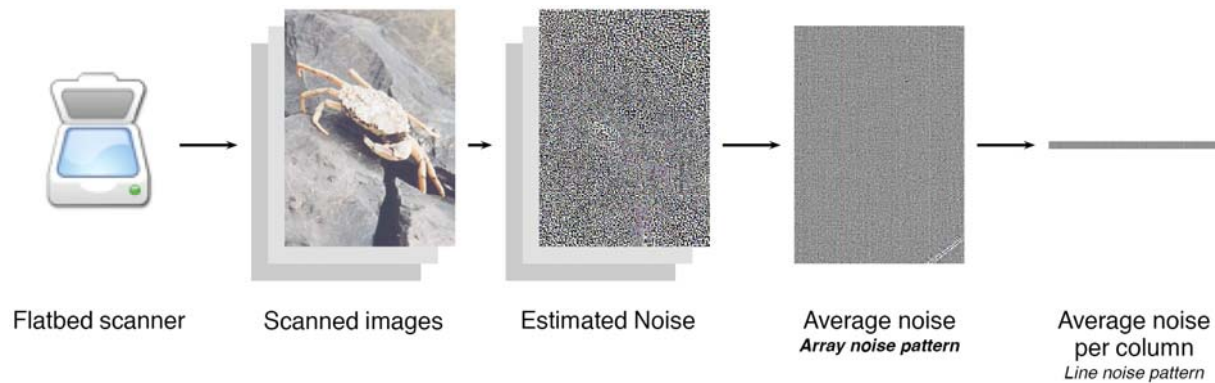 Flatbed scanner
Scanned images
Estimated Noise
Average noise
Array noise pattern
Average noise
per column
Line noise pattern